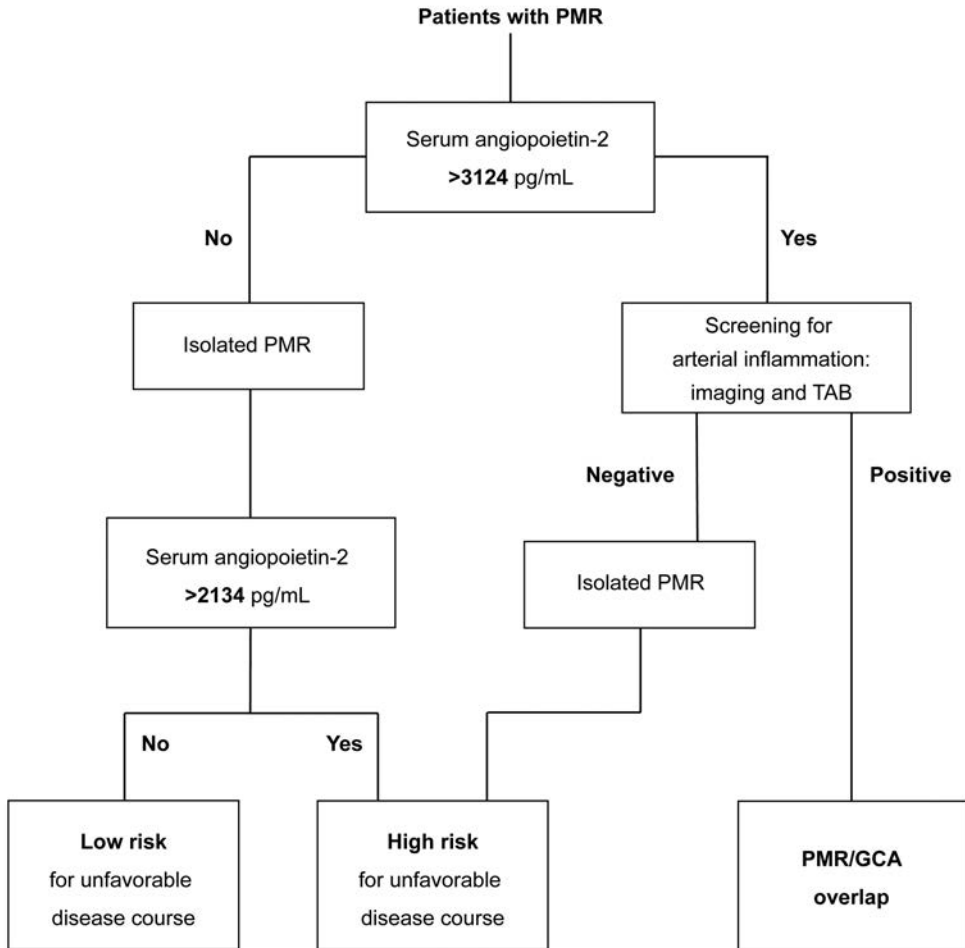 Patients with PMR
Serum angiopoietin-2
>3124 pg/mL
No
Yes
Isolated PMR
Screening for
arterial inflammation:
imaging and TAB
Negative
Positive
Serum angiopoietin-2
>2134 pg/mL
Isolated PMR
No
Yes
Low risk
for unfavorable
disease course
High risk
for unfavorable
disease course
PMR/GCA
overlap